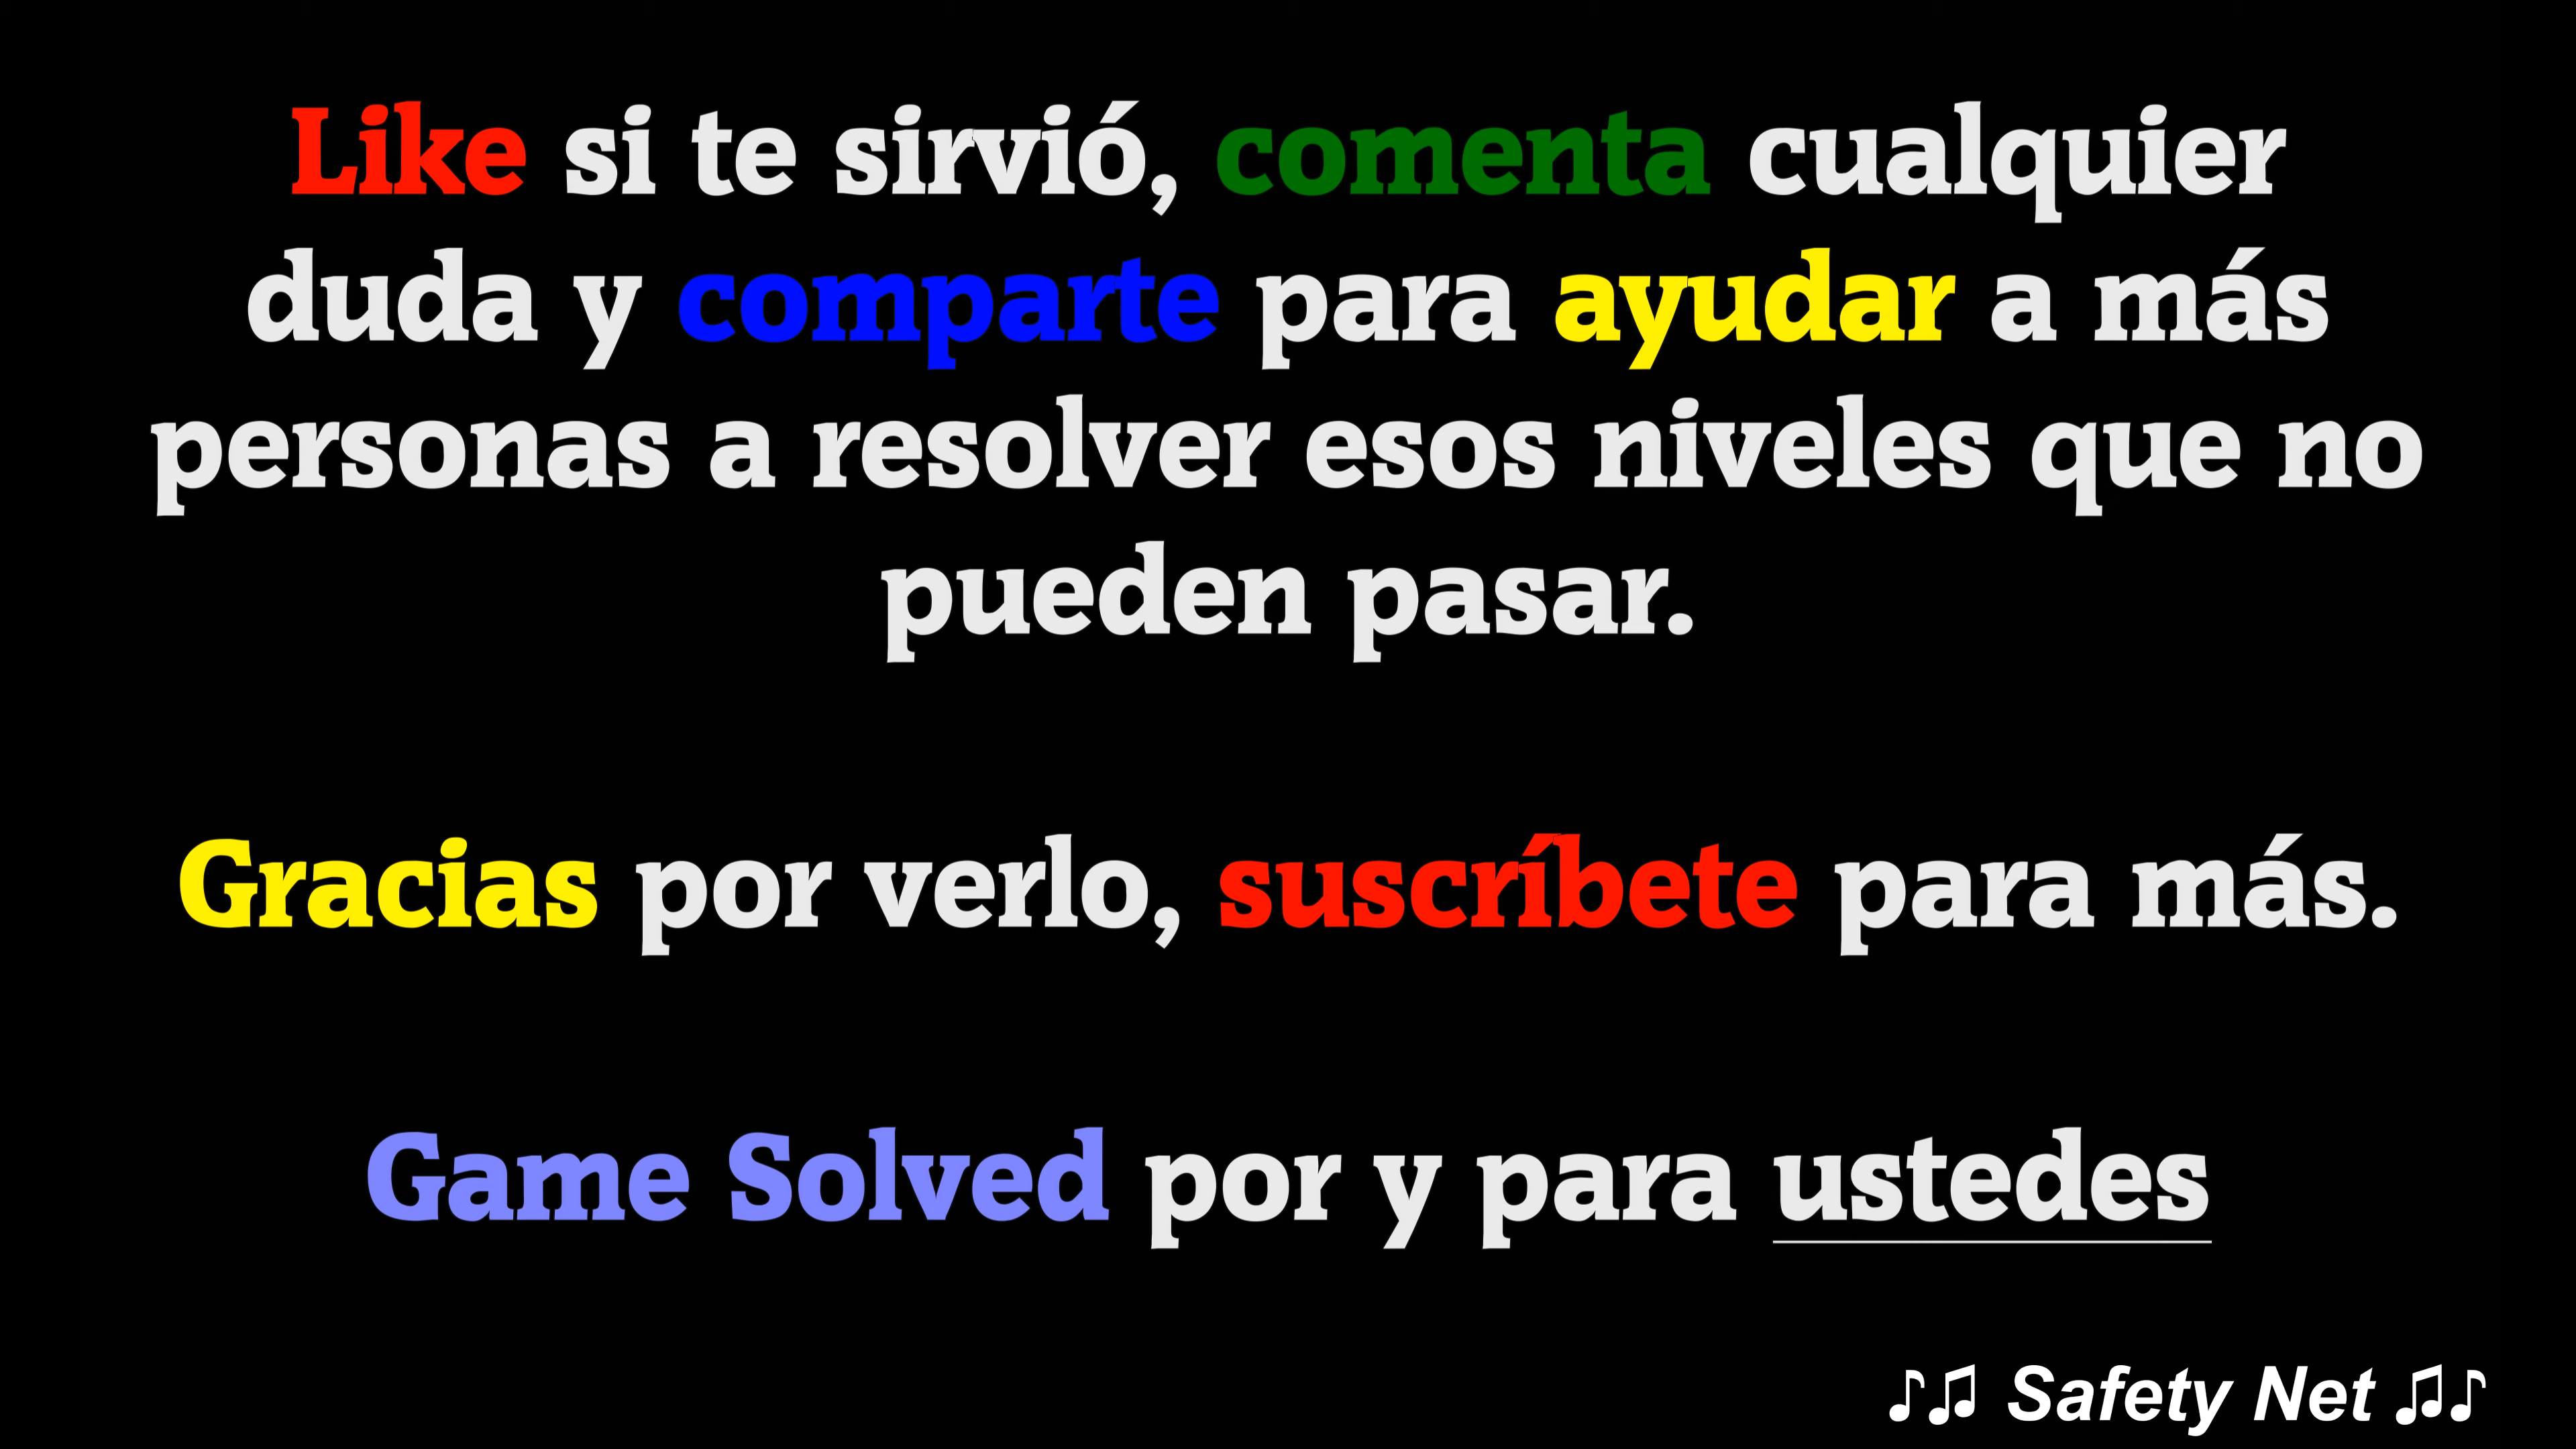 Like si te sirvió, comenta cualquier
duda y comparte para ayudar a más
personas a resolver esos niveles que no
pueden pasar.
Gracias por verlo, suscríbete para más.
Game Solved por y para ustedes
♪♫ Safety Net ♫♪